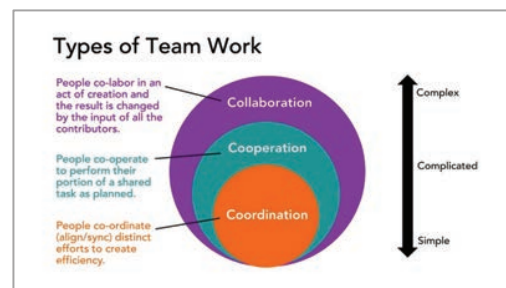 Types of Team Work
People co-labor in an
act of creation and
the result is changed
by the input of all the
contributors.
People co-operate
to perform their
portion of a shared
task as planned.
People co-ordinate
(align/sync) distinct
efforts to create
efficiency.
Collaboration
Cooperation
Coordination
Complex
Complicated
Simple